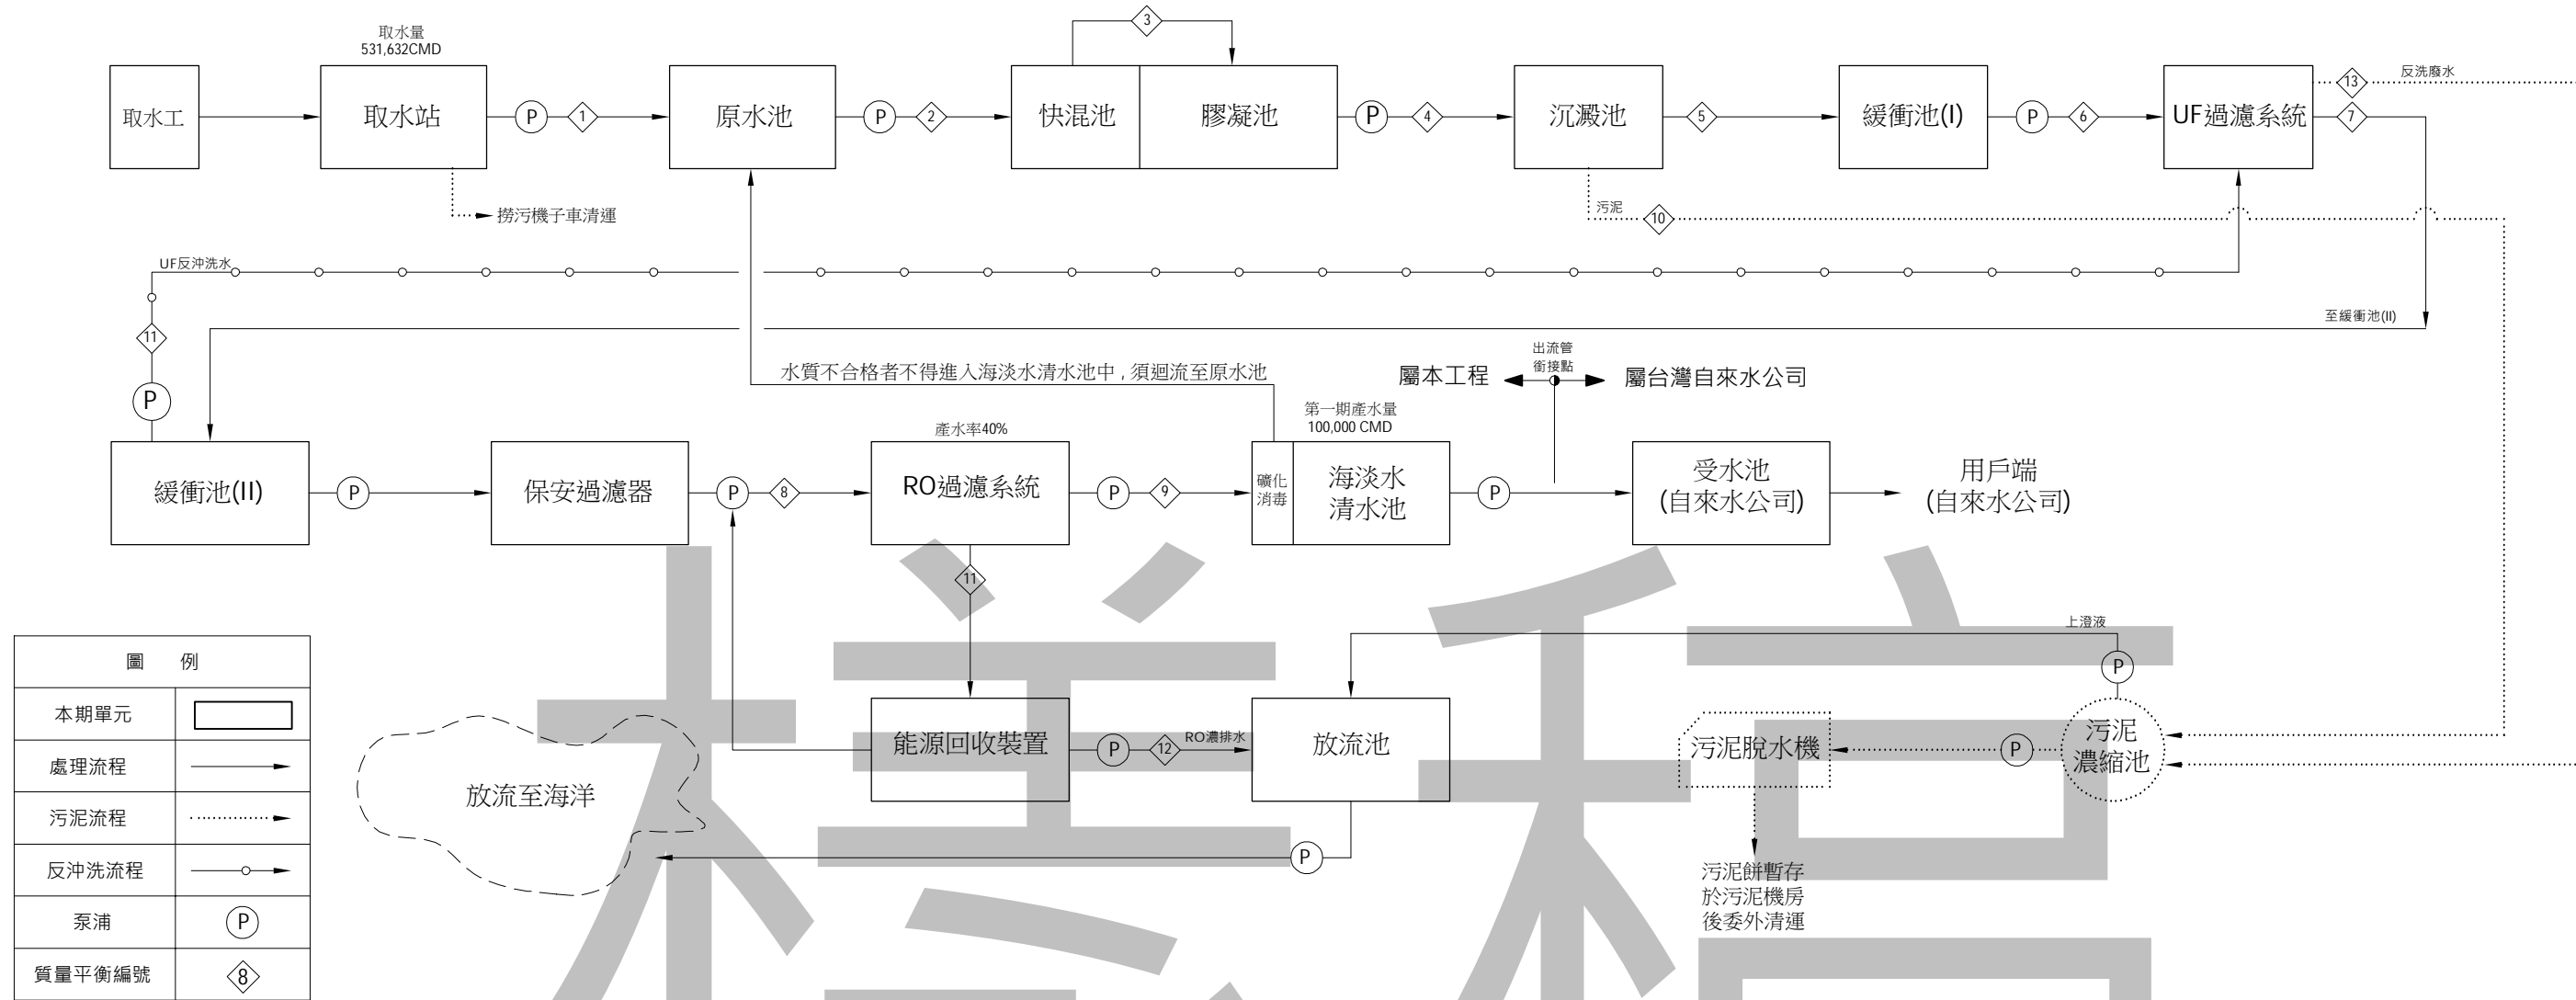 取水量
531,632CMD
3
取水工
取水站
P
1
原水池
P
2
快混池
膠凝池
P
4
沉澱池
5
緩衝池(I)
P
6
UF過濾系統
13
反洗廢水
7
撈污機子車清運
污泥
10
UF反沖洗水
11
P
至緩衝池(II)
水質不合格者不得進入海淡水清水池中 , 須迴流至原水池
屬本工程
出流管
銜接點
屬台灣自來水公司
緩衝池(II)
P
保安過濾器
P
8
產水率40%
RO過濾系統
P
9
第一期產水量
100,000 CMD
礦化
消毒
海淡水
清水池
P
受水池
(自來水公司)
用戶端
(自來水公司)
11
上澄液
P
放流至海洋
能源回收裝置
P
12
RO濃排水
放流池
P
污泥脫水機
P
污泥
濃縮池
污泥餅暫存
於污泥機房
後委外清運
圖 例
本期單元
處理流程
污泥流程
反沖洗流程
泵浦
P
質量平衡編號
8